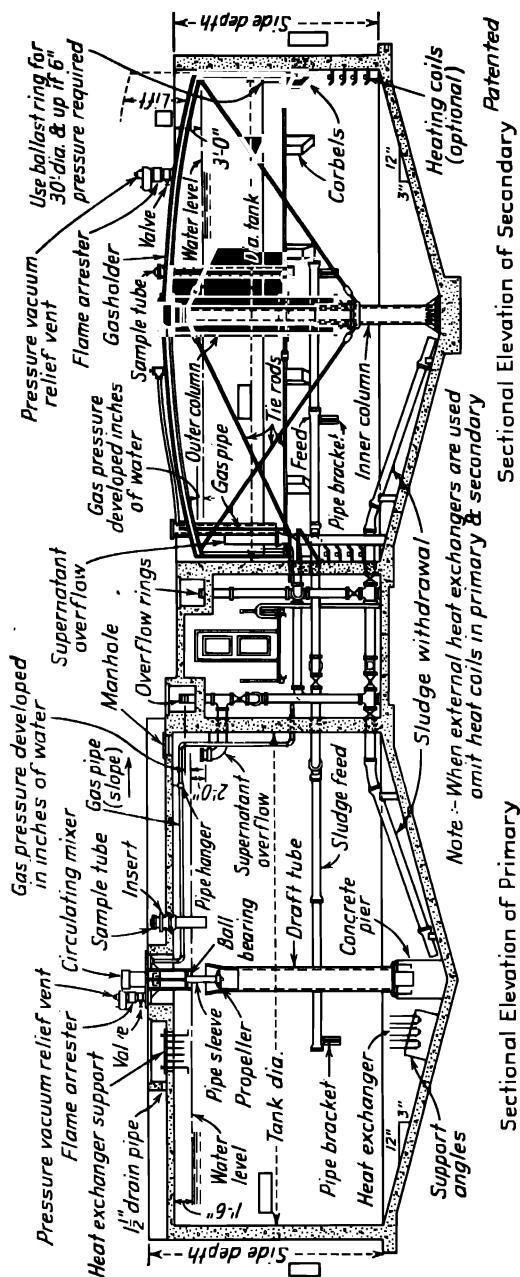 Pressure vacuum relief vent
Flame arrester
Valve
Heat exchanger support
1½" drain pipe
1'-6"
Side depth
Circulating mixer
Sample tube
Insert
Gas pressure developed
in inches of water
Gas pipe
(slope)
Manhole
Overflow rings
Supernatant
overflow
Pipe hanger
2'-0"
Supernatant
overflow
Ball
bearing
Pipe sleeve
Propeller
Water
level
Tank dia.
Draft tube
Sludge feed
Pipe bracket
Heat exchanger
Support
angles
12"
3"
Concrete
pier
Sludge withdrawal
Note :- When external heat exchangers are used
omit heat coils in primary & secondary
Sectional Elevation of Primary
Pressure vacuum
relief vent
Flame arrester
Gasholder
Sample tube
Valve
Use ballast ring for
30' dia. & up if 6"
pressure required
Lift
3'-0"
Side depth
Gas pressure
developed inches
of water
Water level
Outer column
Gas pipe
Dia. tank
Tie rods
Feed
Pipe bracket
Inner column
Corbels
Heating coils
(optional)
12"
3"
Sectional Elevation of Secondary
Patented